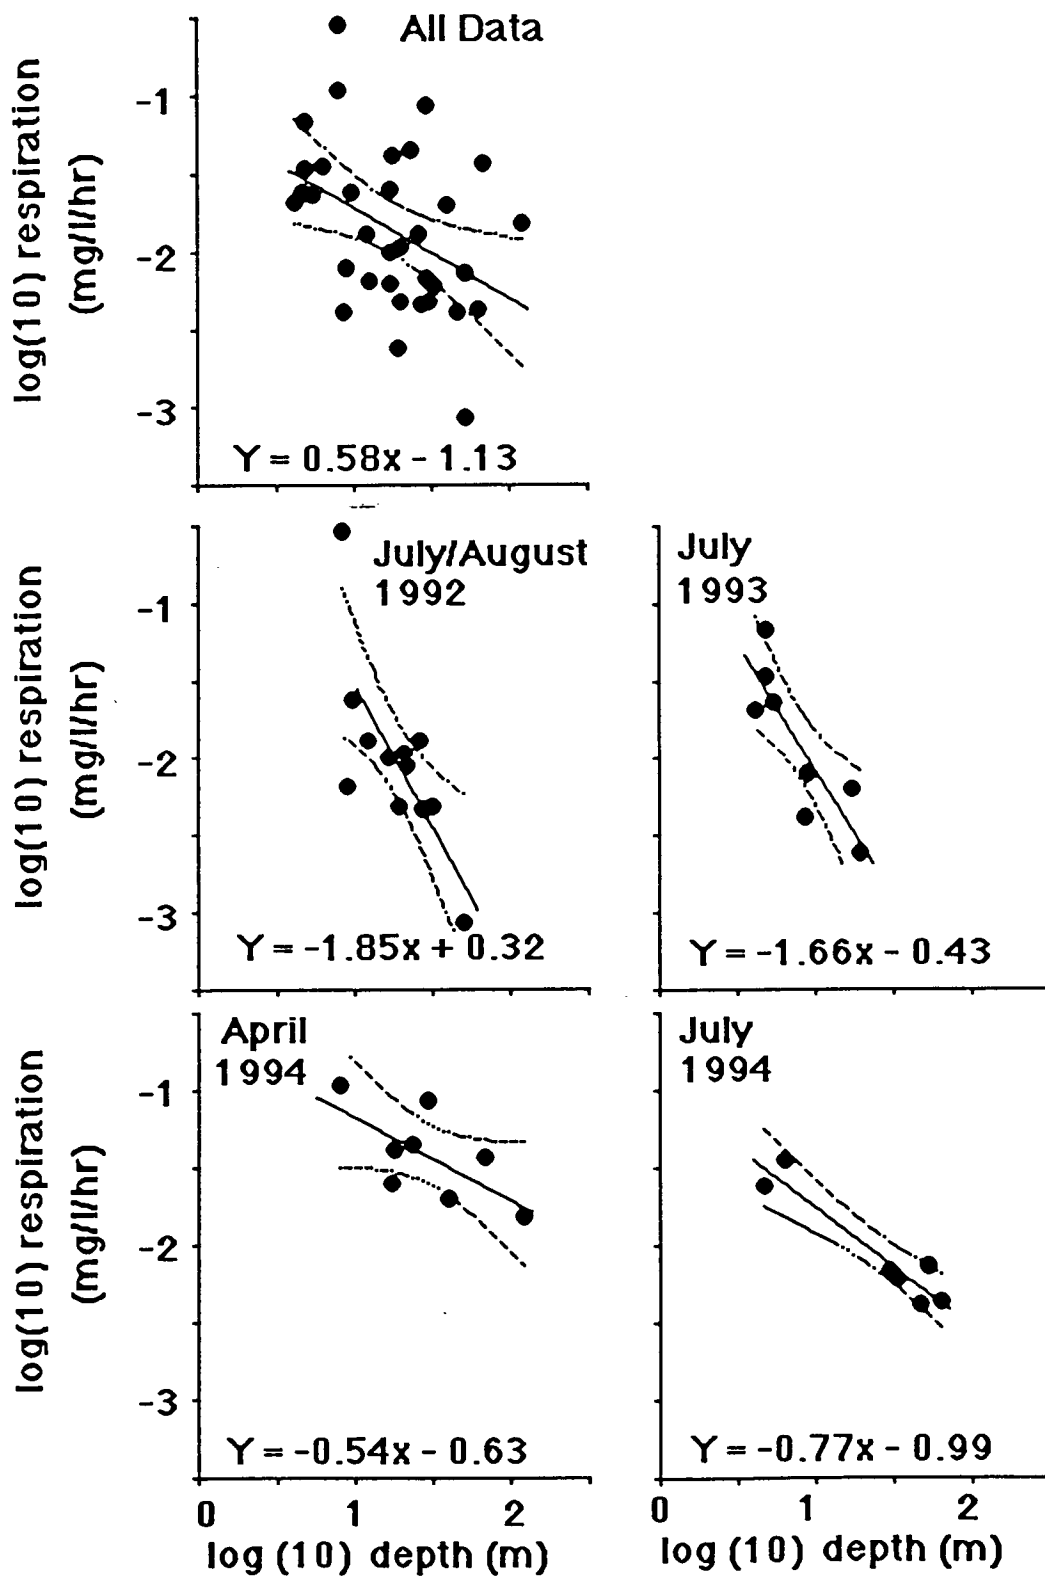 All Data
log(10) respiration
(mg/l/hr)
-1
-2
-3
Y = 0.58x - 1.13
July/August
1992
log(10) respiration
(mg/l/hr)
-1
-2
-3
Y = -1.85x + 0.32
July
1993
Y = -1.66x - 0.43
April
1994
log(10) respiration
(mg/l/hr)
-1
-2
-3
Y = -0.54x - 0.63
0 1 2
log (10) depth (m)
July
1994
Y = -0.77x - 0.99
0 1 2
log (10) depth (m)